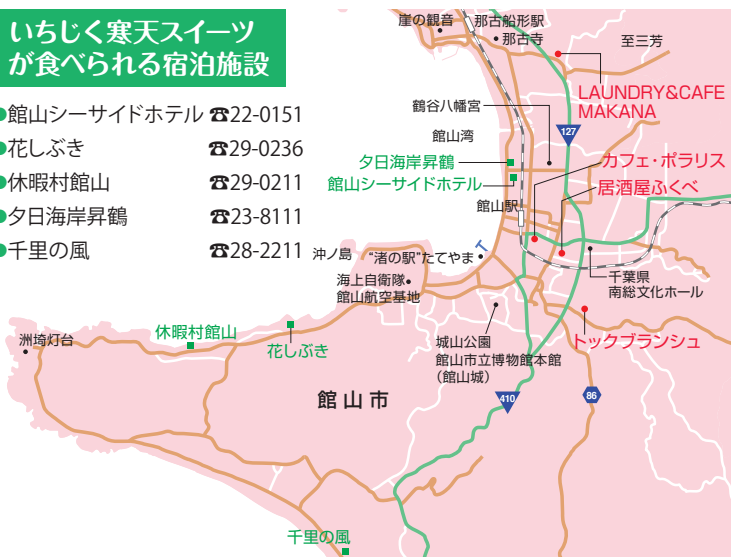 いちじく寒天スイーツ
が食べられる宿泊施設
●館山シーサイドホテル ☎22-0151
●花しぶき ☎29-0236
●休暇村館山 ☎29-0211
●夕日海岸昇鶴 ☎23-8111
●千里の風 ☎28-2211
崖の観音
那古船形駅
那古寺
至三芳
LAUNDRY&CAFE
MAKANA
鶴谷八幡宮
127
館山湾
カフェ・ポラリス
夕日海岸昇鶴
館山シーサイドホテル
居酒屋ふくべ
館山駅
沖ノ島
“渚の駅”たてやま
海上自衛隊
館山航空基地
千葉県
南総文化ホール
洲埼灯台
休暇村館山
花しぶき
城山公園
館山市立博物館本館
（館山城）
トックブランシュ
館山市
410
86
千里の風